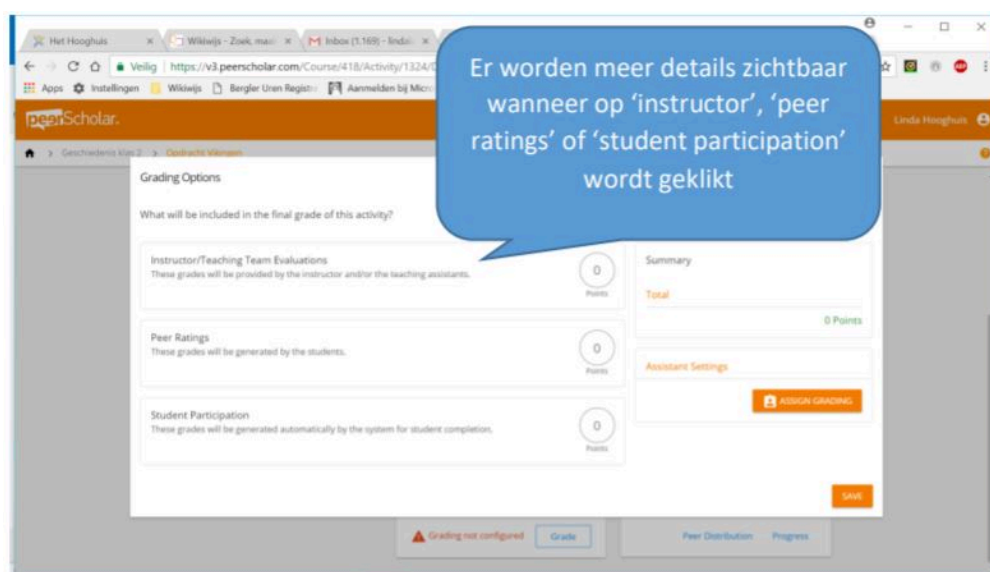 Het Hooghuis
Wikiwijs - Zoek, maa
Inbox (1.169) - linda
Veilig
https://v3.peerscholar.com/Course/418/Activity/1324/
Apps
Instellingen
Wikiwijs
Bergler Uren Registr
Aanmelden bij Micro
Er worden meer details zichtbaar
wanneer op ‘instructor’, ‘peer
ratings’ of ‘student participation’
wordt geklikt
peerScholar.
Linda Hooghuis
Geschiedenis klas 2 > Opdracht Vikingen
Grading Options
What will be included in the final grade of this activity?
Instructor/Teaching Team Evaluations
These grades will be provided by the instructor and/or the teaching assistants.
0
Points
Peer Ratings
These grades will be generated by the students.
0
Points
Student Participation
These grades will be generated automatically by the system for student completion.
0
Points
Summary
Total
0 Points
Assistant Settings
ASSIGN GRADING
SAVE
Grading not configured
Grade
Peer Distribution
Progress